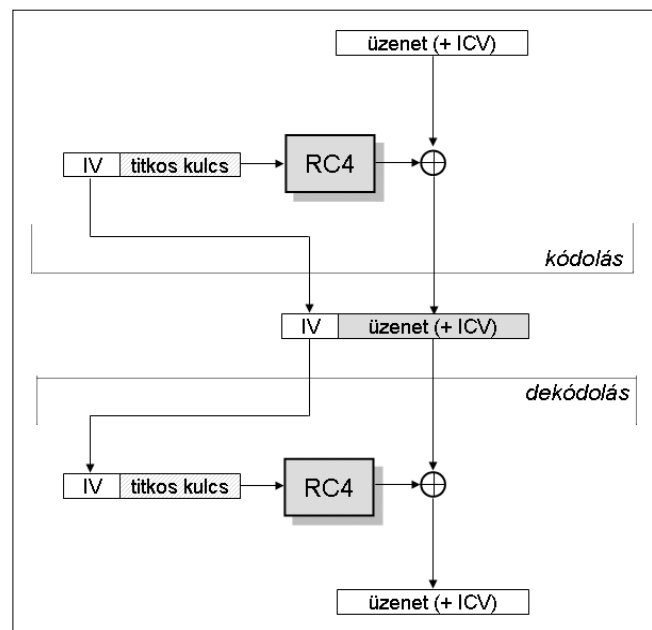 üzenet (+ ICV)
IV titkos kulcs RC4
kódolás
IV üzenet (+ ICV)
dekódolás
IV titkos kulcs RC4
üzenet (+ ICV)